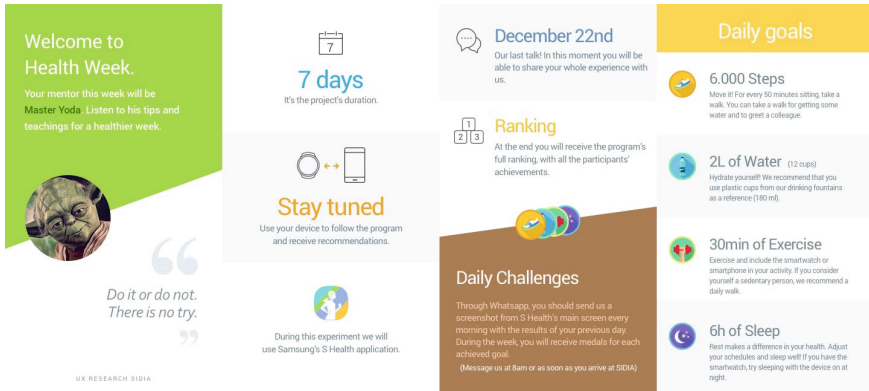 Welcome to
Health Week.
Your mentor this week will be
Master Yoda. Listen to his tips and
teachings for a healthier week.
“
Do it or do not.
There is no try.
”
UX RESEARCH SIDIA
7
7 days
It's the project's duration.
Stay tuned
Use your device to follow the program
and receive recommendations.
During this experiment we will
use Samsung's S Health application.
December 22nd
Our last talk! In this moment you will be
able to share your whole experience with
us.
1
2 3
Ranking
At the end you will receive the program's
full ranking, with all the participants'
achievements.
Daily Challenges
Through Whatsapp, you should send us a
screenshot from S Health's main screen every
morning with the results of your previous day.
During the week, you will receive medals for each
achieved goal.
(Message us at 8am or as soon as you arrive at SIDIA)
Daily goals
6.000 Steps
Move it! For every 50 minutes sitting, take a
walk. You can take a walk for getting some
water and to greet a colleague.
2L of Water (12 cups)
Hydrate yourself! We recommend that you
use plastic cups from our drinking fountains
as a reference (180 ml).
30min of Exercise
Exercise and include the smartwatch or
smartphone in your activity. If you consider
yourself a sedentary person, we recommend a
daily walk.
6h of Sleep
Rest makes a difference in your health. Adjust
your schedules and sleep well! If you have the
smartwatch, try sleeping with the device on at
night.